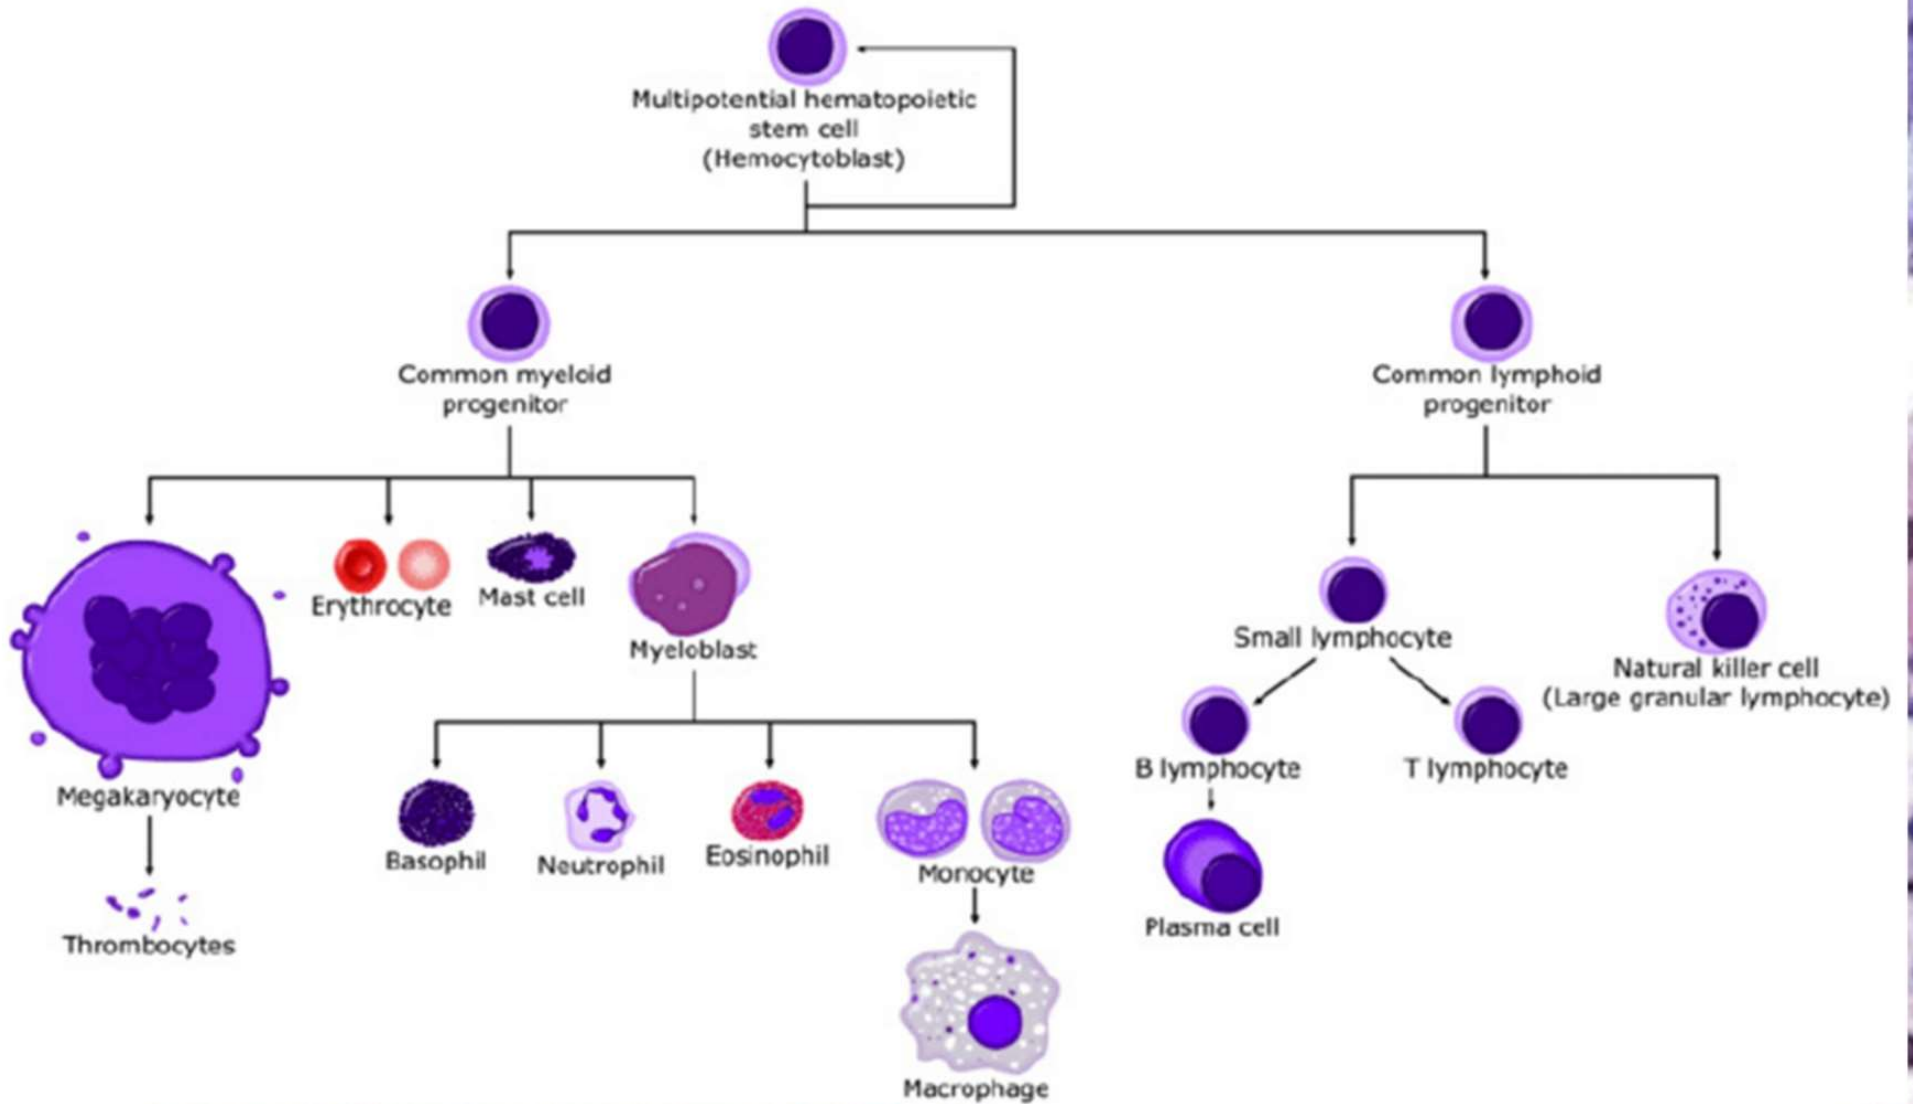 Multipotential hematopoietic
stem cell
(Hemocytoblast)
Common myeloid
progenitor
Common lymphoid
progenitor
Erythrocyte
Mast cell
Myeloblast
Small lymphocyte
Natural killer cell
(Large granular lymphocyte)
B lymphocyte
T lymphocyte
Megakaryocyte
Basophil
Neutrophil
Eosinophil
Monocyte
Plasma cell
Thrombocytes
Macrophage